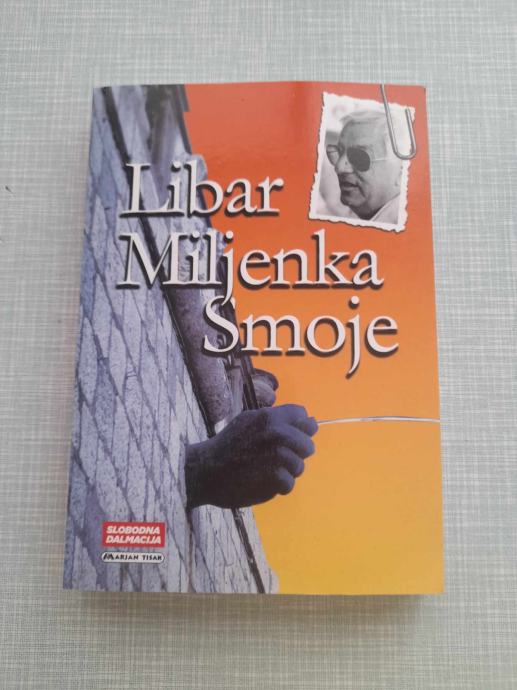 Libar
Miljenka
Smoje
SLOBODNA
DALMACIJA
MARJAN TISAK